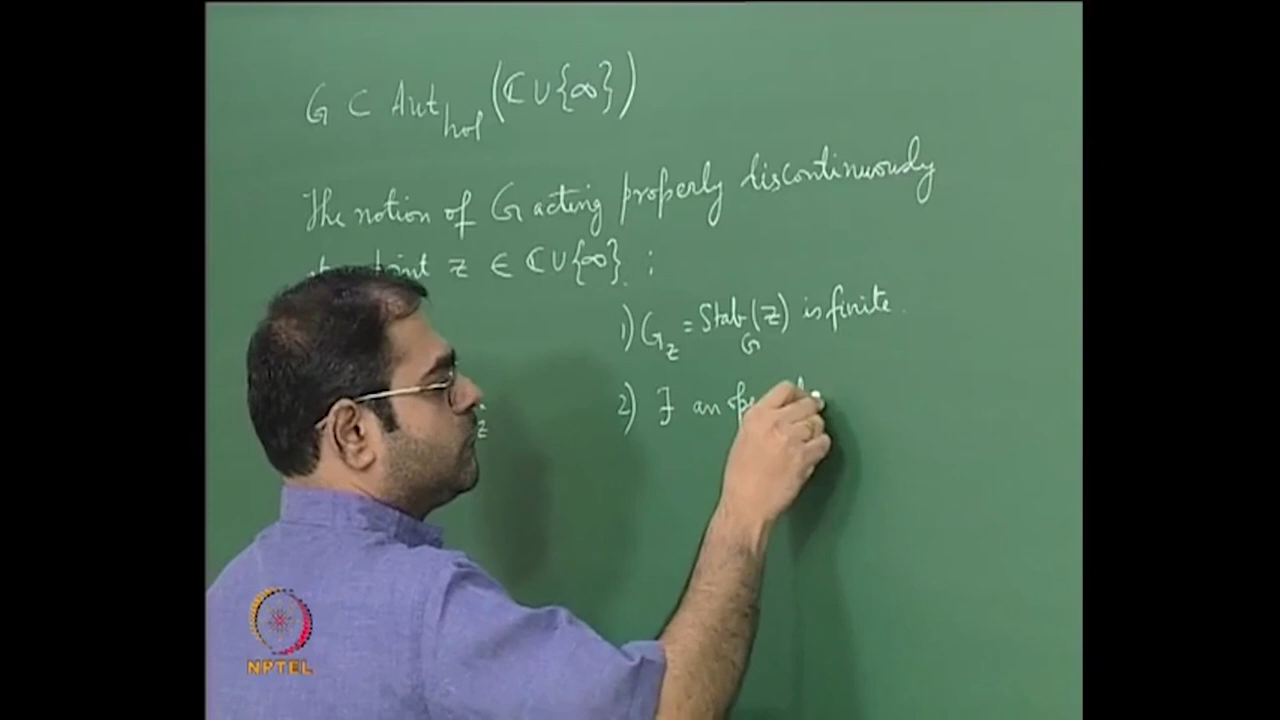 G ⊂ Aut_hol (ℂ ∪ {∞})
The notion of G acting properly discontinuously
z ∈ ℂ ∪ {∞} :
1) G_z = Stab_G(z) is finite.
2) ∃ an
z
NPTEL